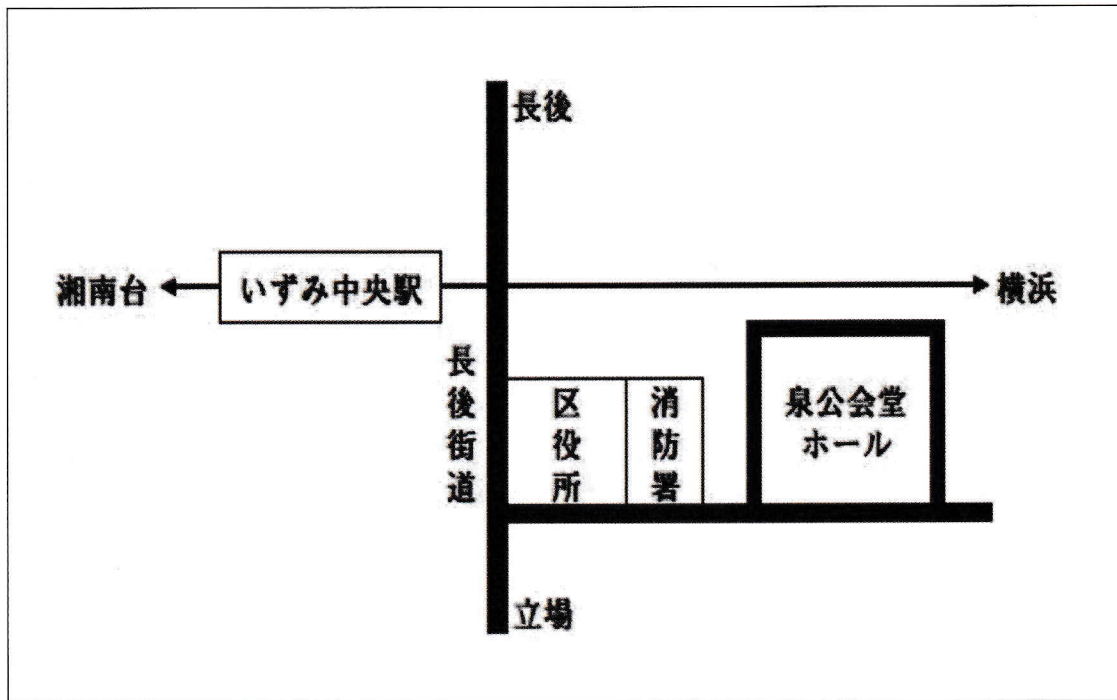 長後
湘南台
いずみ中央駅
横浜
長後街道
区役所
消防署
泉公会堂
ホール
立場